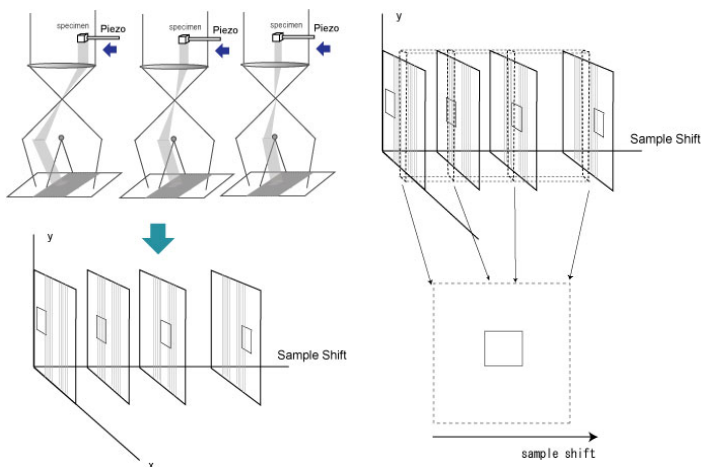 specimen
Piezo
specimen
Piezo
specimen
Piezo
y
Sample Shift
x
y
Sample Shift
sample shift